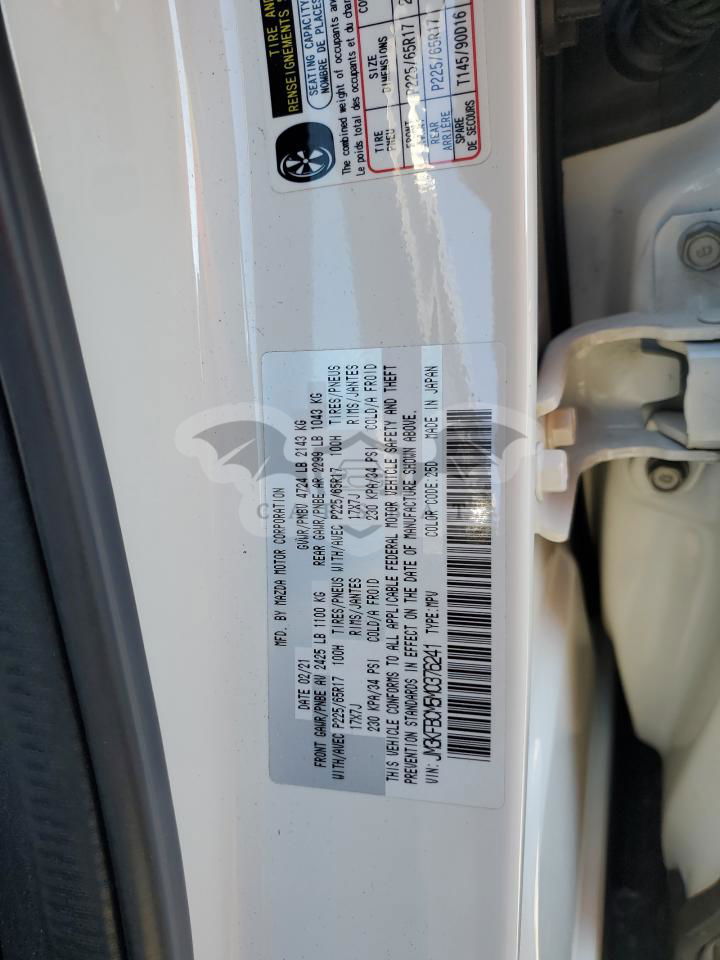 TIRE AND
RENSEIGNEMENTS S
SEATING CAPACITY
NOMBRE DE PLACES
The combined weight of occupants and
Le poids total des occupants et du char
TIRE SIZE CO
PNEU DIMENSIONS
FRONT P225/65R17 2
REAR P225/65R17
ARRIÈRE
SPARE T145/90D16
DE SECOURS
MFD. BY MAZDA MOTOR CORPORATION
DATE 02/21 GVWR/PNBV 4724 LB 2143 KG
FRONT GAWR/PNBE AV 2425 LB 1100 KG REAR GAWR/PNBE AR 2299 LB 1043 KG
WITH/AVEC P225/65R17 100H TIRES/PNEUS WITH/AVEC P225/65R17 100H TIRES/PNEUS
17X7J RIMS/JANTES 17X7J RIMS/JANTES
230 KPA/34 PSI COLD/A FROID 230 KPA/34 PSI COLD/A FROID
THIS VEHICLE CONFORMS TO ALL APPLICABLE FEDERAL MOTOR VEHICLE SAFETY AND THEFT
PREVENTION STANDARDS IN EFFECT ON THE DATE OF MANUFACTURE SHOWN ABOVE.
VIN: JM3KFBCM5M0376241 TYPE:MPV COLOR CODE:25D MADE IN JAPAN